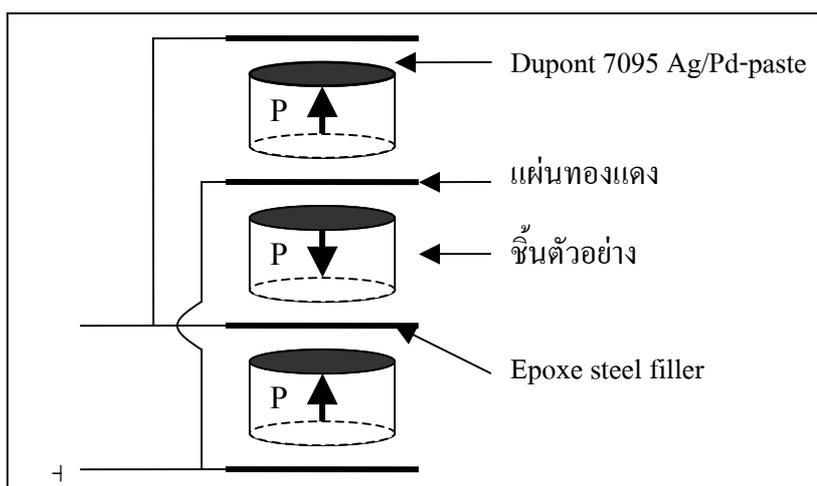 Dupont 7095 Ag/Pd-paste
P
แผ่นทองแดง
P
ชิ้นตัวอย่าง
Epoxe steel filler
P